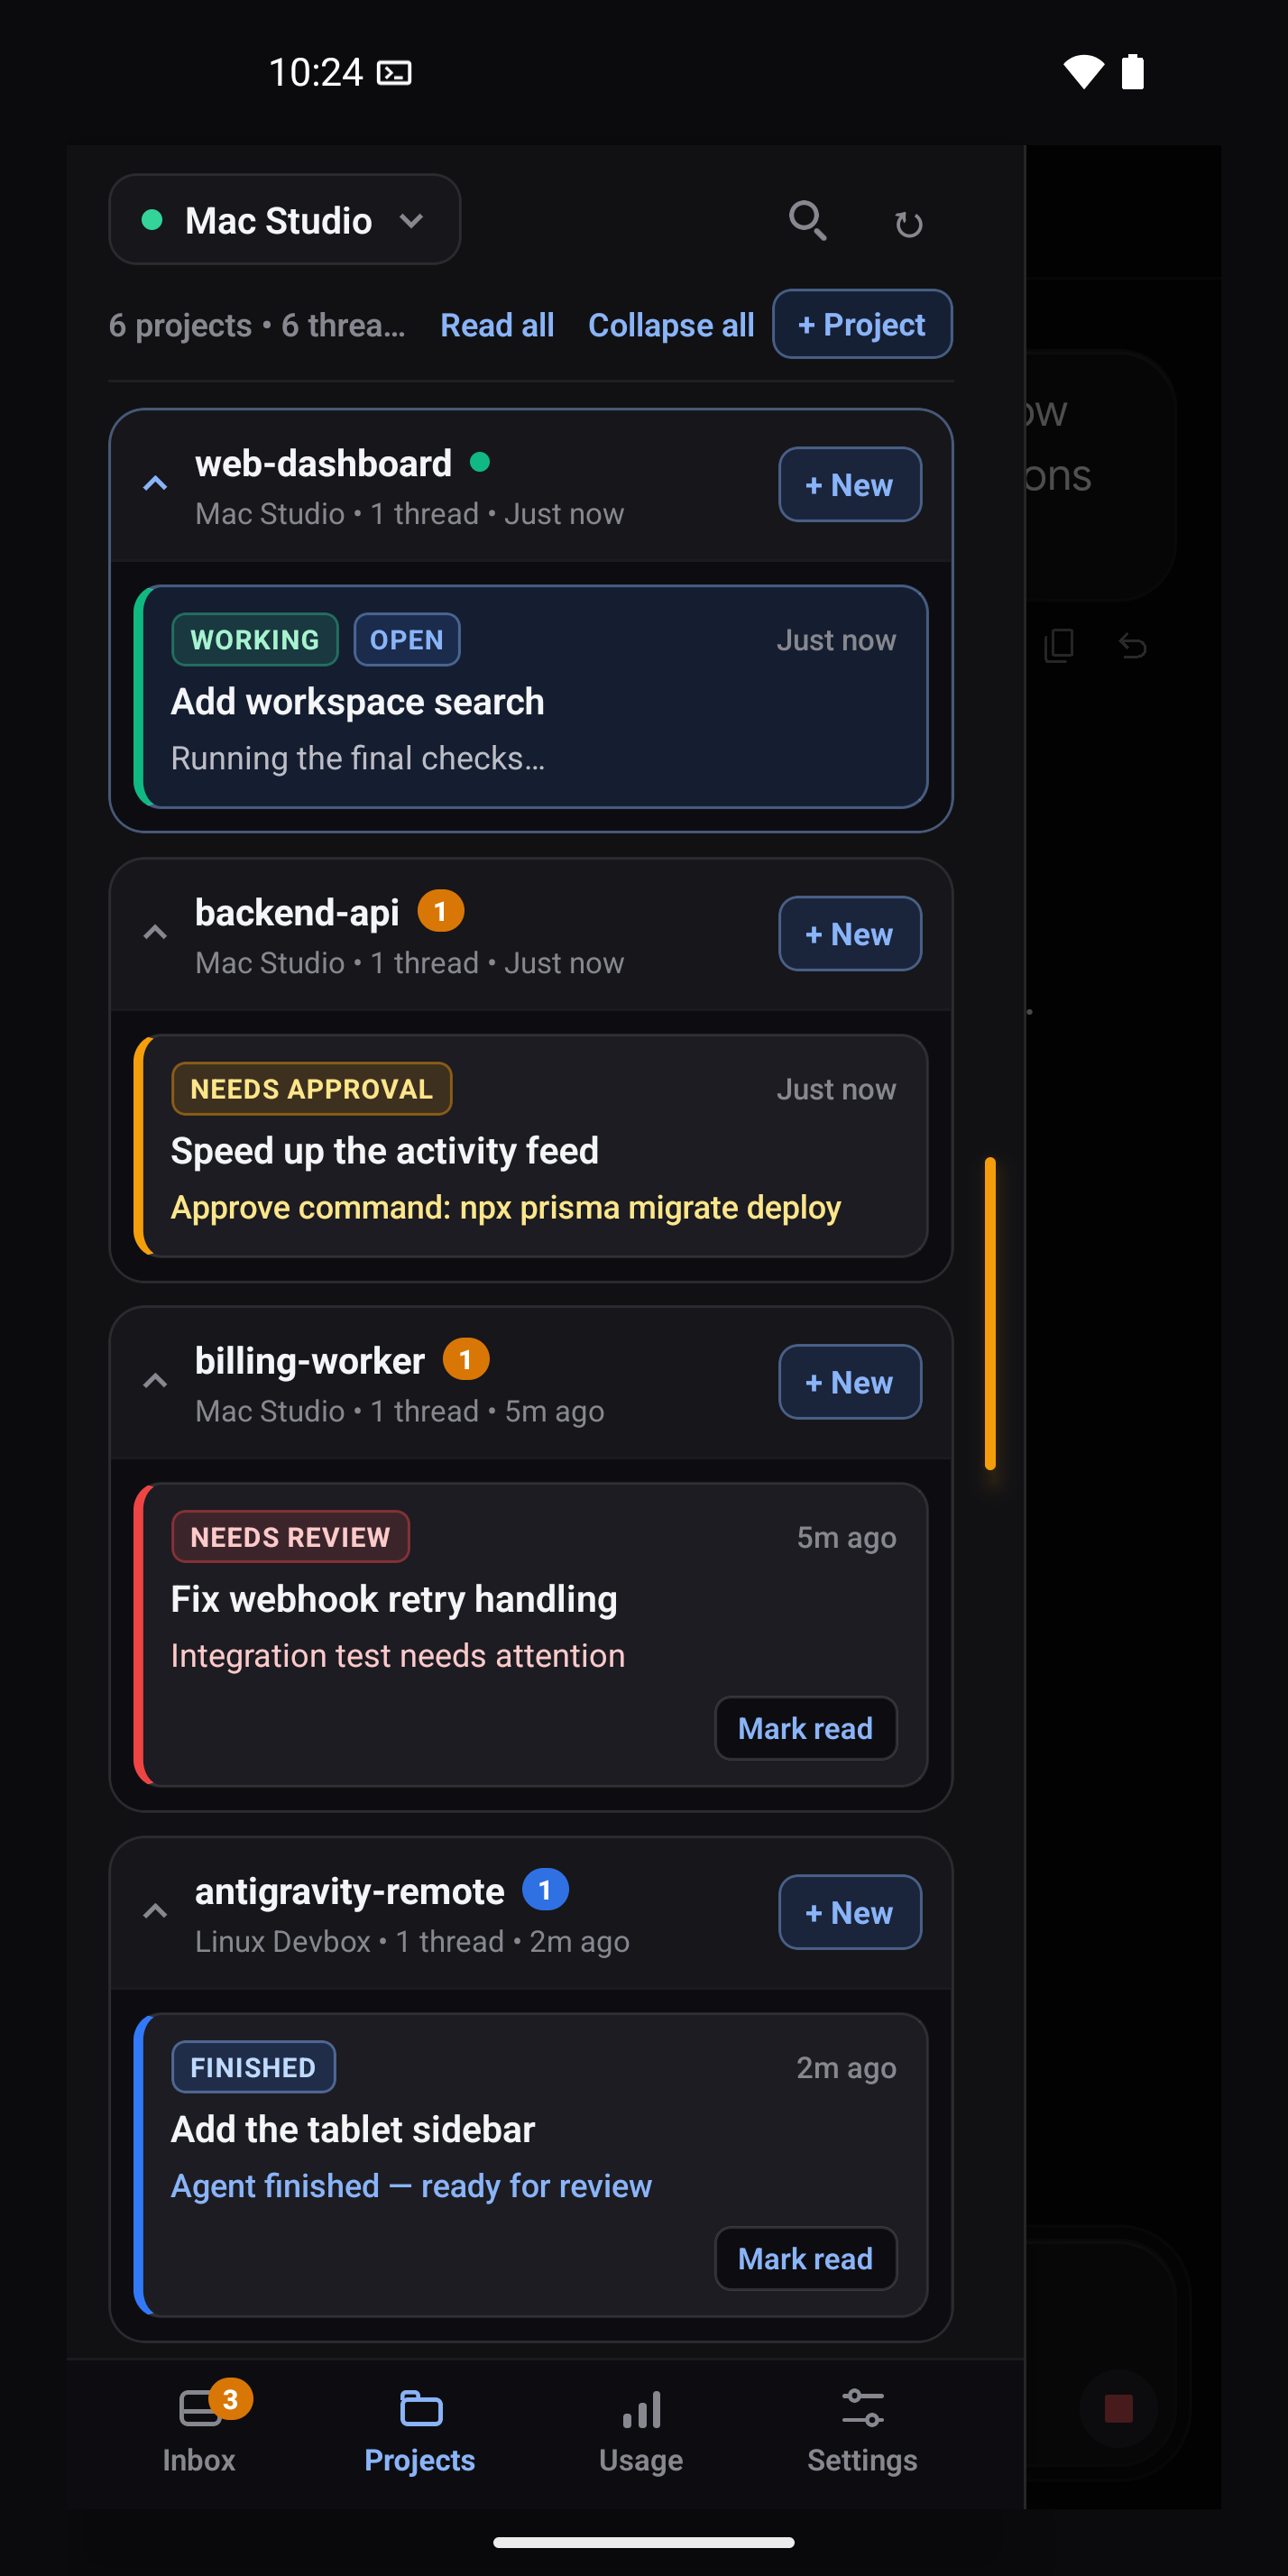 10:24
Mac Studio
6 projects • 6 threa... Read all Collapse all + Project
web-dashboard
Mac Studio • 1 thread • Just now
+ New
WORKING OPEN Just now
Add workspace search
Running the final checks...
backend-api 1
Mac Studio • 1 thread • Just now
+ New
NEEDS APPROVAL Just now
Speed up the activity feed
Approve command: npx prisma migrate deploy
billing-worker 1
Mac Studio • 1 thread • 5m ago
+ New
NEEDS REVIEW 5m ago
Fix webhook retry handling
Integration test needs attention
Mark read
antigravity-remote 1
Linux Devbox • 1 thread • 2m ago
+ New
FINISHED 2m ago
Add the tablet sidebar
Agent finished — ready for review
Mark read
3
Inbox Projects Usage Settings